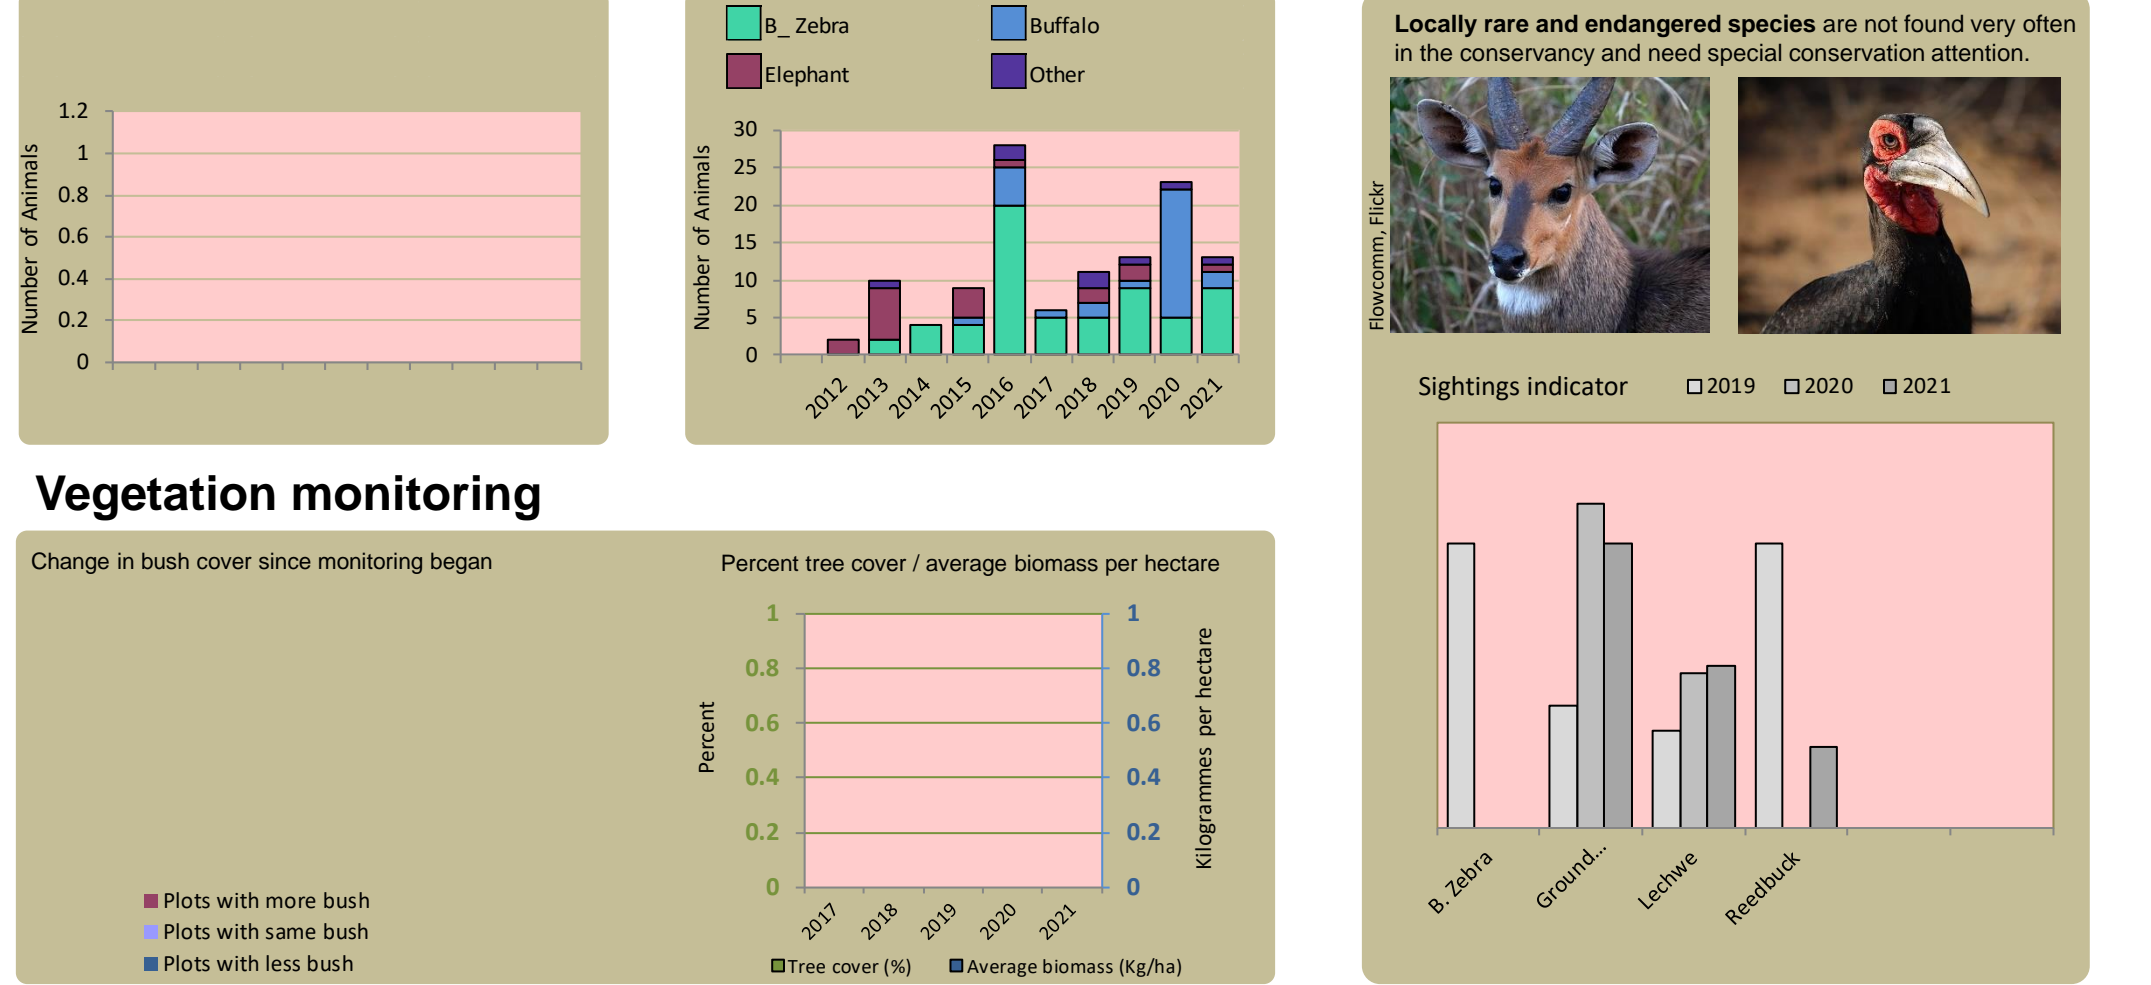 1.2
1
0.8
0.6
0.4
0.2
0
Number of Animals
B_ Zebra
Buffalo
Elephant
Other
30
25
20
15
10
5
0
Number of Animals
2012
2013
2014
2015
2016
2017
2018
2019
2020
2021
Locally rare and endangered species are not found very often
in the conservancy and need special conservation attention.
Flowcomm, Flickr
Sightings indicator
2019
2020
2021
B. Zebra
Ground...
Lechwe
Reedbuck
Vegetation monitoring
Change in bush cover since monitoring began
Plots with more bush
Plots with same bush
Plots with less bush
Percent tree cover / average biomass per hectare
1
0.8
0.6
0.4
0.2
0
Percent
1
0.8
0.6
0.4
0.2
0
Kilogrammes per hectare
2017
2018
2019
2020
2021
Tree cover (%)
Average biomass (Kg/ha)